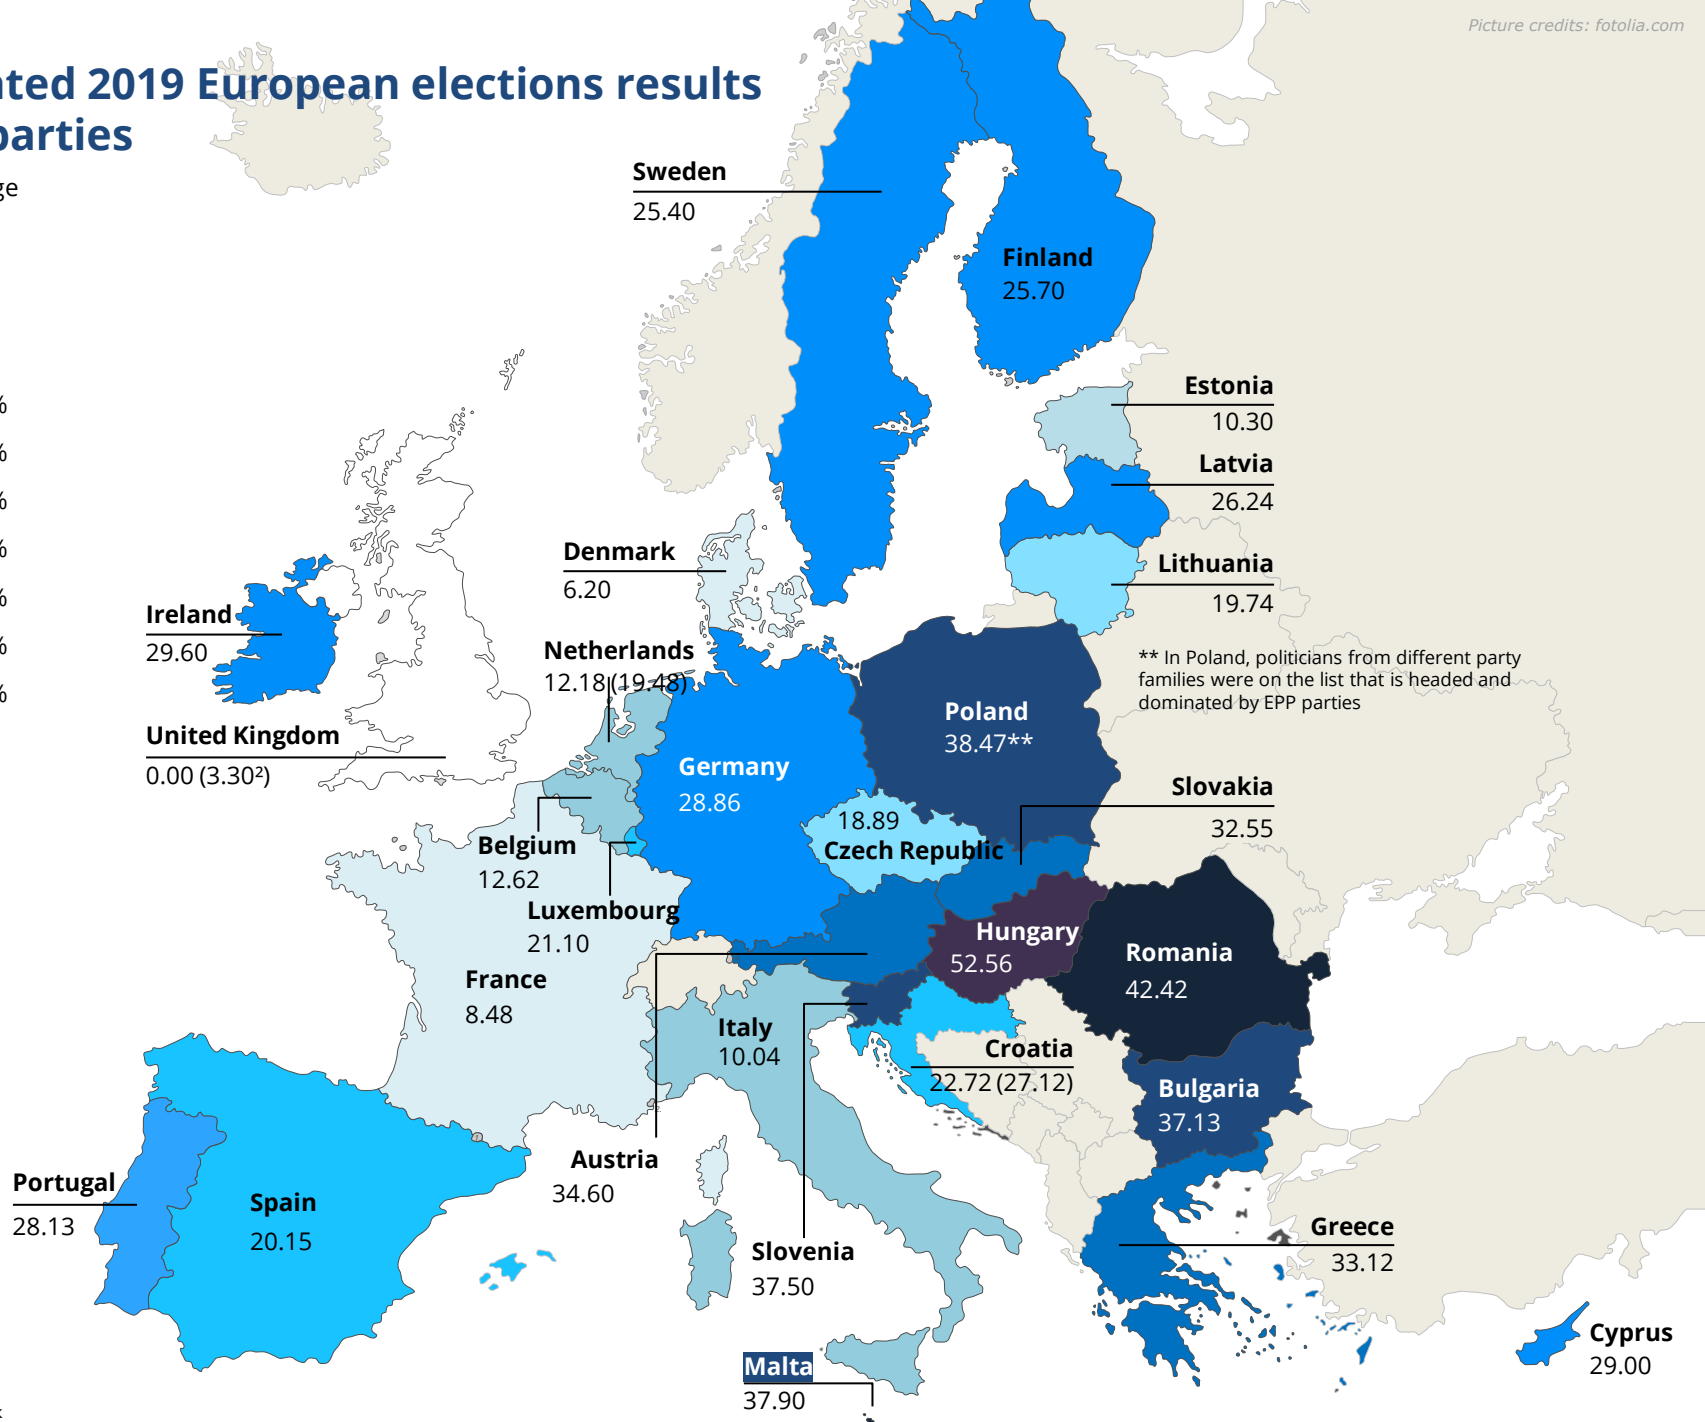 Picture credits: fotolia.com
ted 2019 European elections results
parties
ge
Sweden
25.40
Finland
25.70
%
%
%
%
%
%
%
Estonia
10.30
Latvia
26.24
Lithuania
19.74
Denmark
6.20
Ireland
29.60
Netherlands
12.18 (19.48)
** In Poland, politicians from different party
families were on the list that is headed and
dominated by EPP parties
United Kingdom
0.00 (3.30²)
Poland
38.47**
Germany
28.86
Slovakia
32.55
18.89
Czech Republic
Belgium
12.62
Luxembourg
21.10
Hungary
52.56
Romania
42.42
France
8.48
Italy
10.04
Croatia
22.72 (27.12)
Bulgaria
37.13
Austria
34.60
Portugal
28.13
Spain
20.15
Slovenia
37.50
Greece
33.12
Malta
37.90
Cyprus
29.00